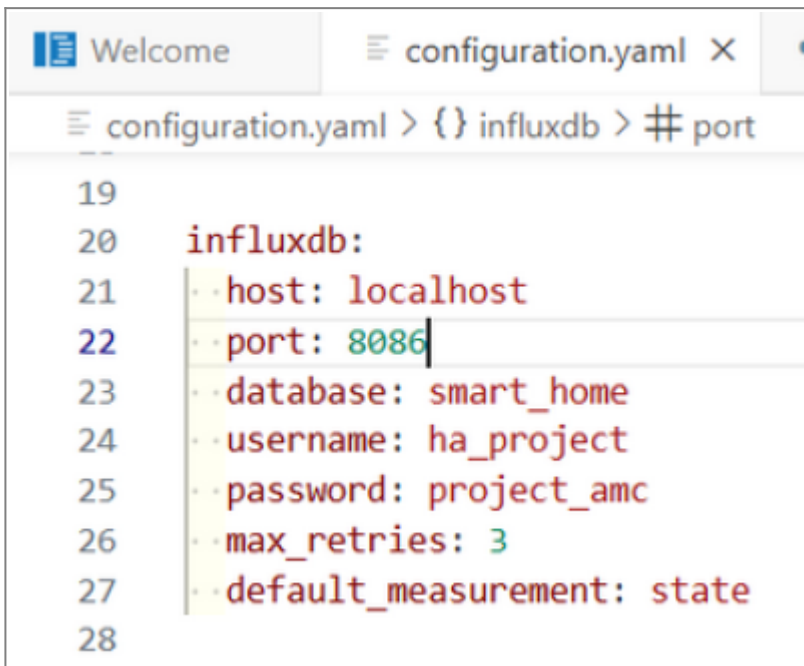 Welcome configuration.yaml ×
configuration.yaml > {} influxdb > # port
19
20 influxdb:
21 host: localhost
22 port: 8086
23 database: smart_home
24 username: ha_project
25 password: project_amc
26 max_retries: 3
27 default_measurement: state
28